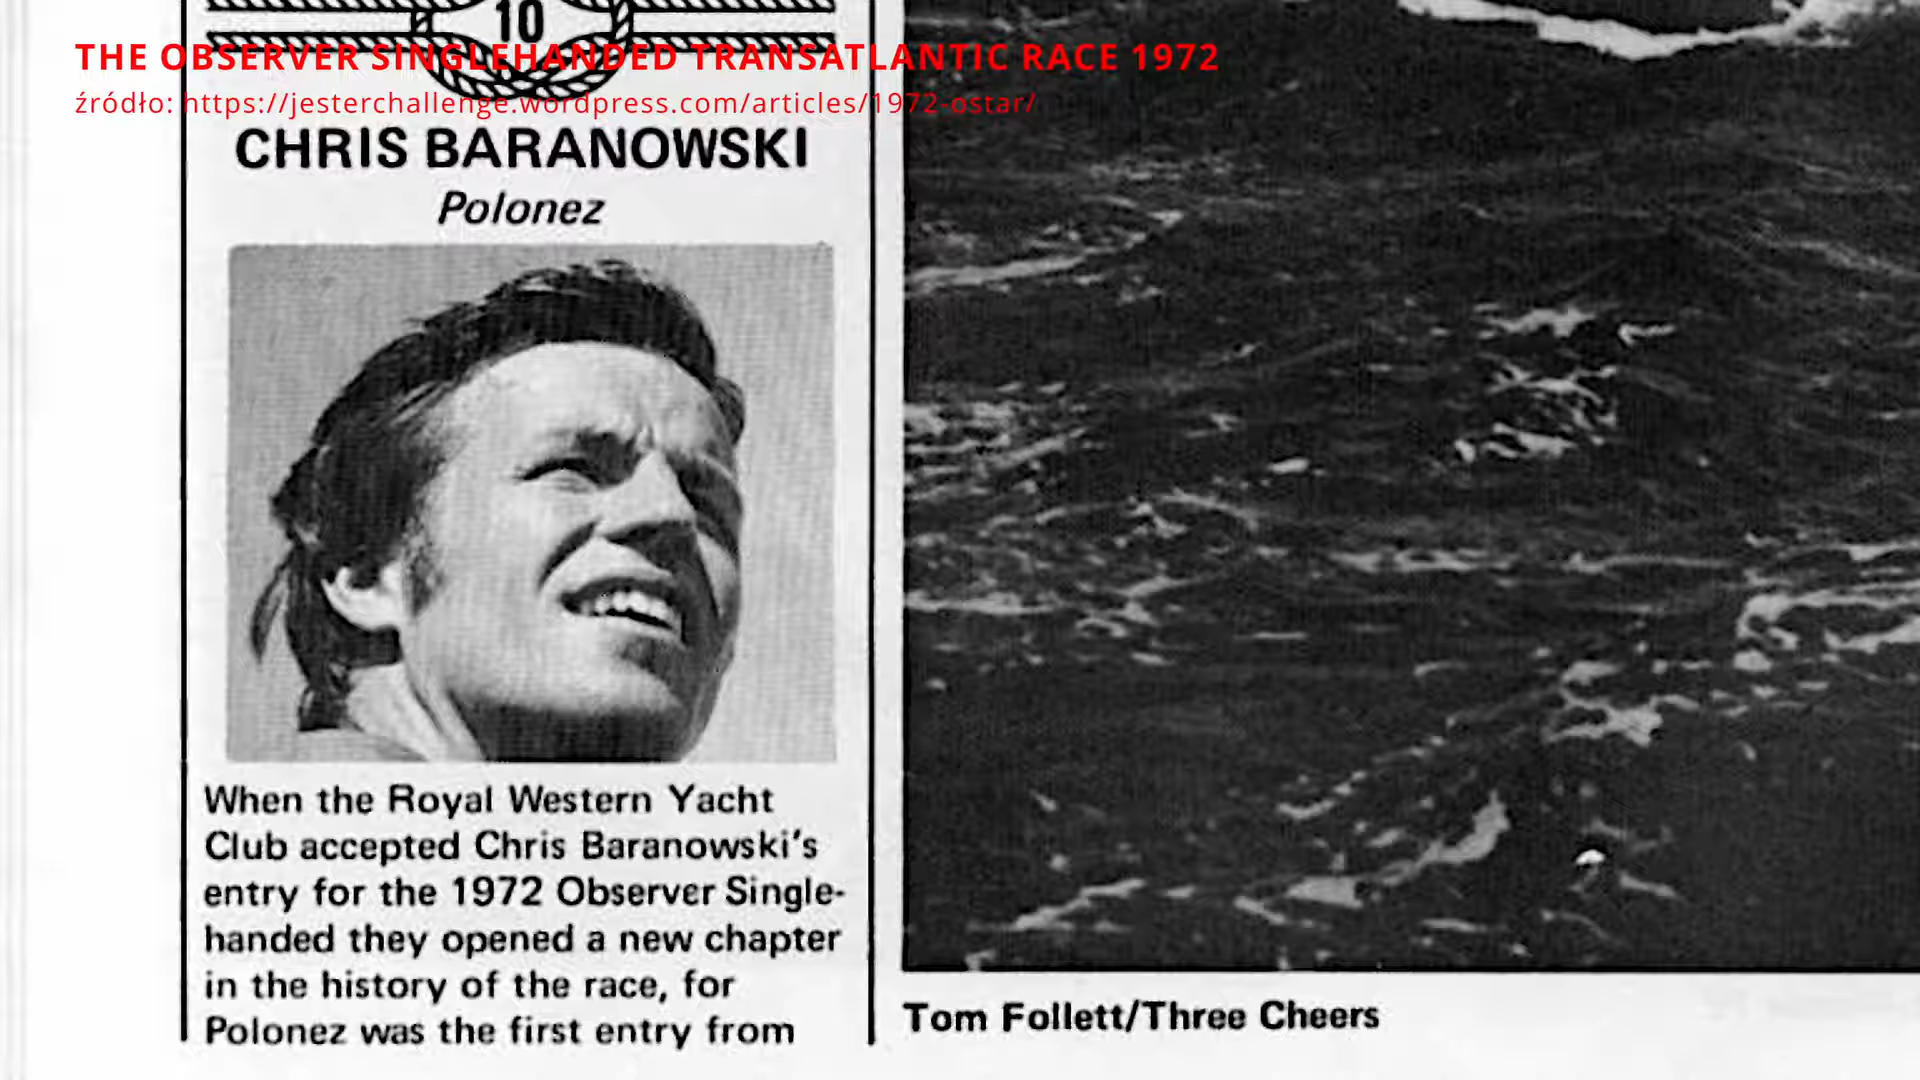 10
THE OBSERVER SINGLEHANDED TRANSATLANTIC RACE 1972
źródło: https://jesterchallenge.wordpress.com/articles/1972-ostar/
CHRIS BARANOWSKI
Polonez
When the Royal Western Yacht
Club accepted Chris Baranowski's
entry for the 1972 Observer Single-
handed they opened a new chapter
in the history of the race, for
Polonez was the first entry from
Tom Follett/Three Cheers